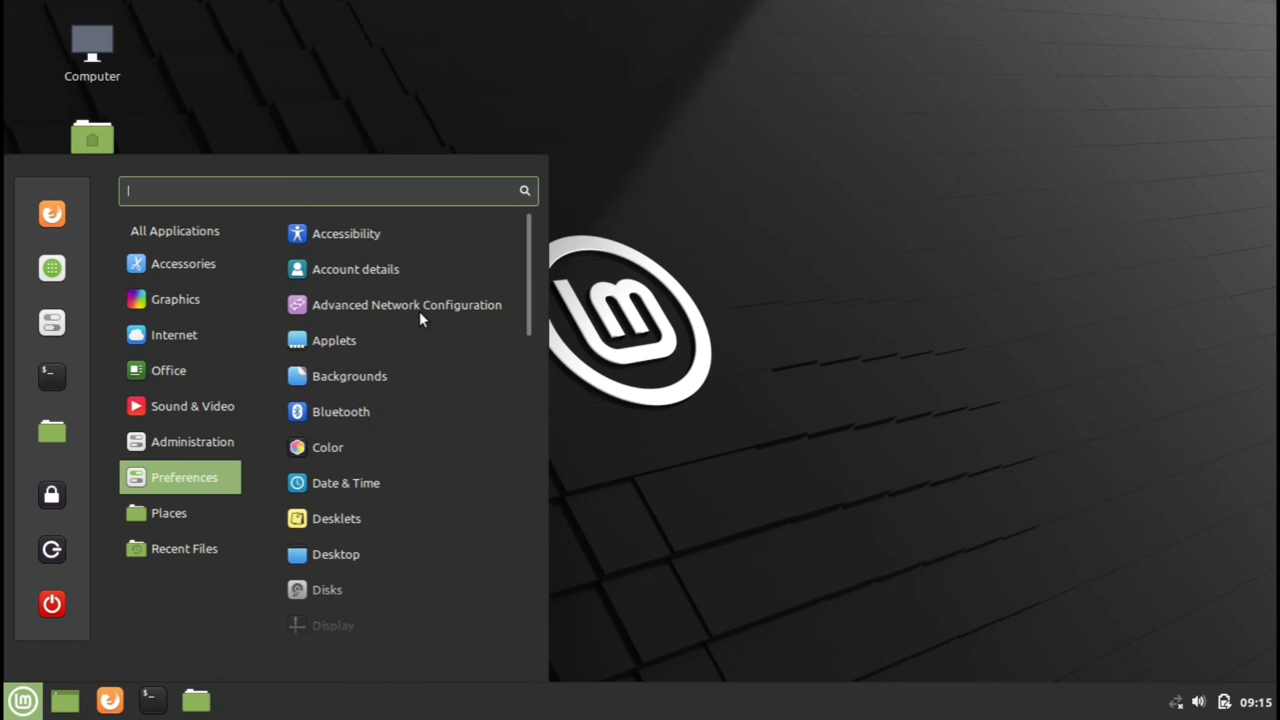 Computer
All Applications
Accessories
Graphics
Internet
Office
Sound & Video
Administration
Preferences
Places
Recent Files
Accessibility
Account details
Advanced Network Configuration
Applets
Backgrounds
Bluetooth
Color
Date & Time
Desklets
Desktop
Disks
Display
09:15